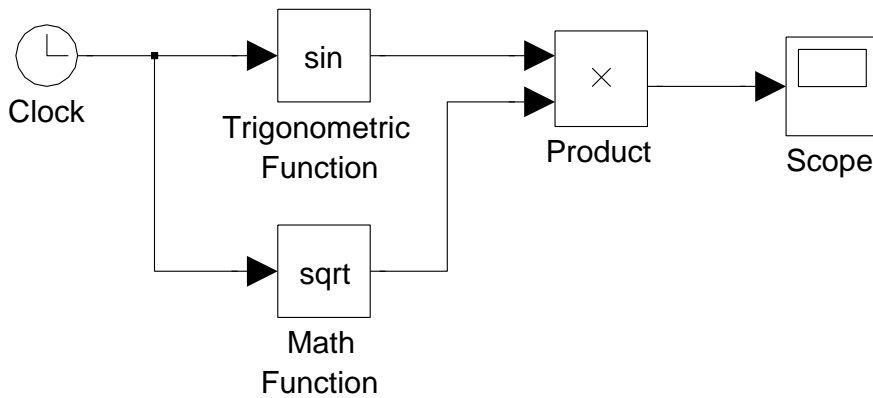 sin
×
Clock
Trigonometric
Function
Product
Scope
sqrt
Math
Function